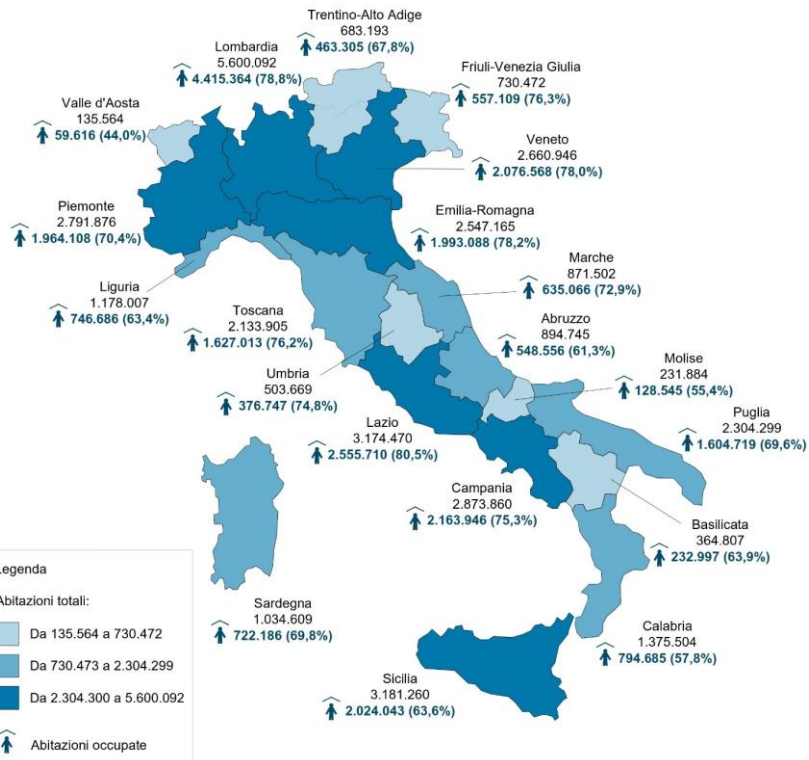 Trentino-Alto Adige
683.193
463.305 (67,8%)
Lombardia
5.600.092
4.415.364 (78,8%)
Friuli-Venezia Giulia
730.472
557.109 (76,3%)
Valle d'Aosta
135.564
59.616 (44,0%)
Veneto
2.660.946
2.076.568 (78,0%)
Piemonte
2.791.876
1.964.108 (70,4%)
Emilia-Romagna
2.547.165
1.993.088 (78,2%)
Marche
871.502
635.066 (72,9%)
Liguria
1.178.007
746.686 (63,4%)
Toscana
2.133.905
1.627.013 (76,2%)
Abruzzo
894.745
548.556 (61,3%)
Molise
231.884
128.545 (55,4%)
Umbria
503.669
376.747 (74,8%)
Puglia
2.304.299
1.604.719 (69,6%)
Lazio
3.174.470
2.555.710 (80,5%)
Campania
2.873.860
2.163.946 (75,3%)
Basilicata
364.807
232.997 (63,9%)
Sardegna
1.034.609
722.186 (69,8%)
Calabria
1.375.504
794.685 (57,8%)
Sicilia
3.181.260
2.024.043 (63,6%)
Legenda
Abitazioni totali:
Da 135.564 a 730.472
Da 730.473 a 2.304.299
Da 2.304.300 a 5.600.092
Abitazioni occupate